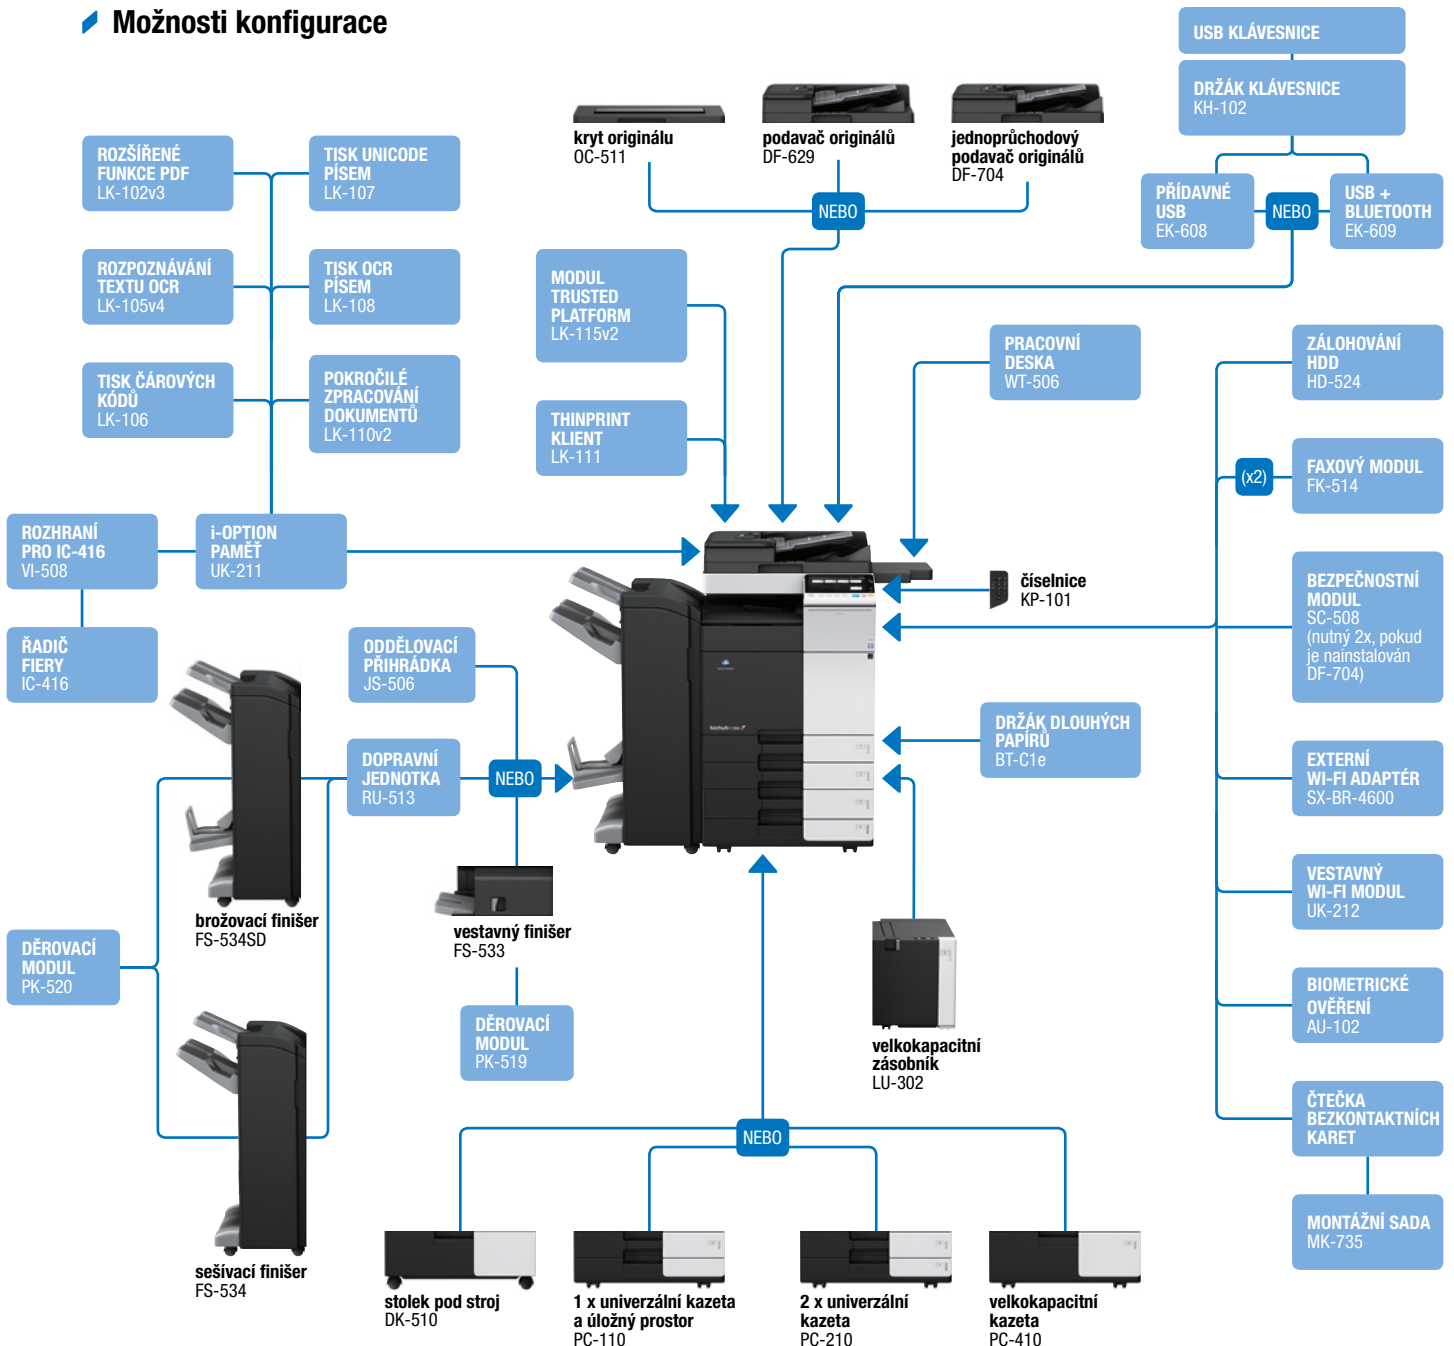 Možnosti konfigurace
USB KLÁVESNICE
DRŽÁK KLÁVESNICE
KH-102
PŘÍDAVNÉ
USB
EK-608
NEBO
USB +
BLUETOOTH
EK-609
kryt originálu
OC-511
podavač originálů
DF-629
jednoprůchodový
podavač originálů
DF-704
NEBO
ROZŠÍŘENÉ
FUNKCE PDF
LK-102v3
TISK UNICODE
PÍSEM
LK-107
ROZPOZNÁVÁNÍ
TEXTU OCR
LK-105v4
TISK OCR
PÍSEM
LK-108
TISK ČÁROVÝCH
KÓDŮ
LK-106
POKROČILÉ
ZPRACOVÁNÍ
DOKUMENTŮ
LK-110v2
MODUL
TRUSTED
PLATFORM
LK-115v2
THINPRINT
KLIENT
LK-111
PRACOVNÍ
DESKA
WT-506
ZÁLOHOVÁNÍ
HDD
HD-524
(x2)
FAXOVÝ MODUL
FK-514
ROZHRANÍ
PRO IC-416
VI-508
i-OPTION
PAMĚŤ
UK-211
ŘADIČ
FIERY
IC-416
číselnice
KP-101
BEZPEČNOSTNÍ
MODUL
SC-508
(nutný 2x, pokud
je nainstalován
DF-704)
ODDĚLOVACÍ
PŘIHRÁDKA
JS-506
DOPRAVNÍ
JEDNOTKA
RU-513
NEBO
DRŽÁK DLOUHÝCH
PAPÍRŮ
BT-C1e
EXTERNÍ
WI-FI ADAPTÉR
SX-BR-4600
VESTAVNÝ
WI-FI MODUL
UK-212
brožovací finišer
FS-534SD
vestavný finišer
FS-533
DĚROVACÍ
MODUL
PK-520
DĚROVACÍ
MODUL
PK-519
velkokapacitní
zásobník
LU-302
BIOMETRICKÉ
OVĚŘENÍ
AU-102
ČTEČKA
BEZKONTAKTNÍCH
KARET
MONTÁŽNÍ SADA
MK-735
NEBO
sešívací finišer
FS-534
stolek pod stroj
DK-510
1 x univerzální kazeta
a úložný prostor
PC-110
2 x univerzální
kazeta
PC-210
velkokapacitní
kazeta
PC-410